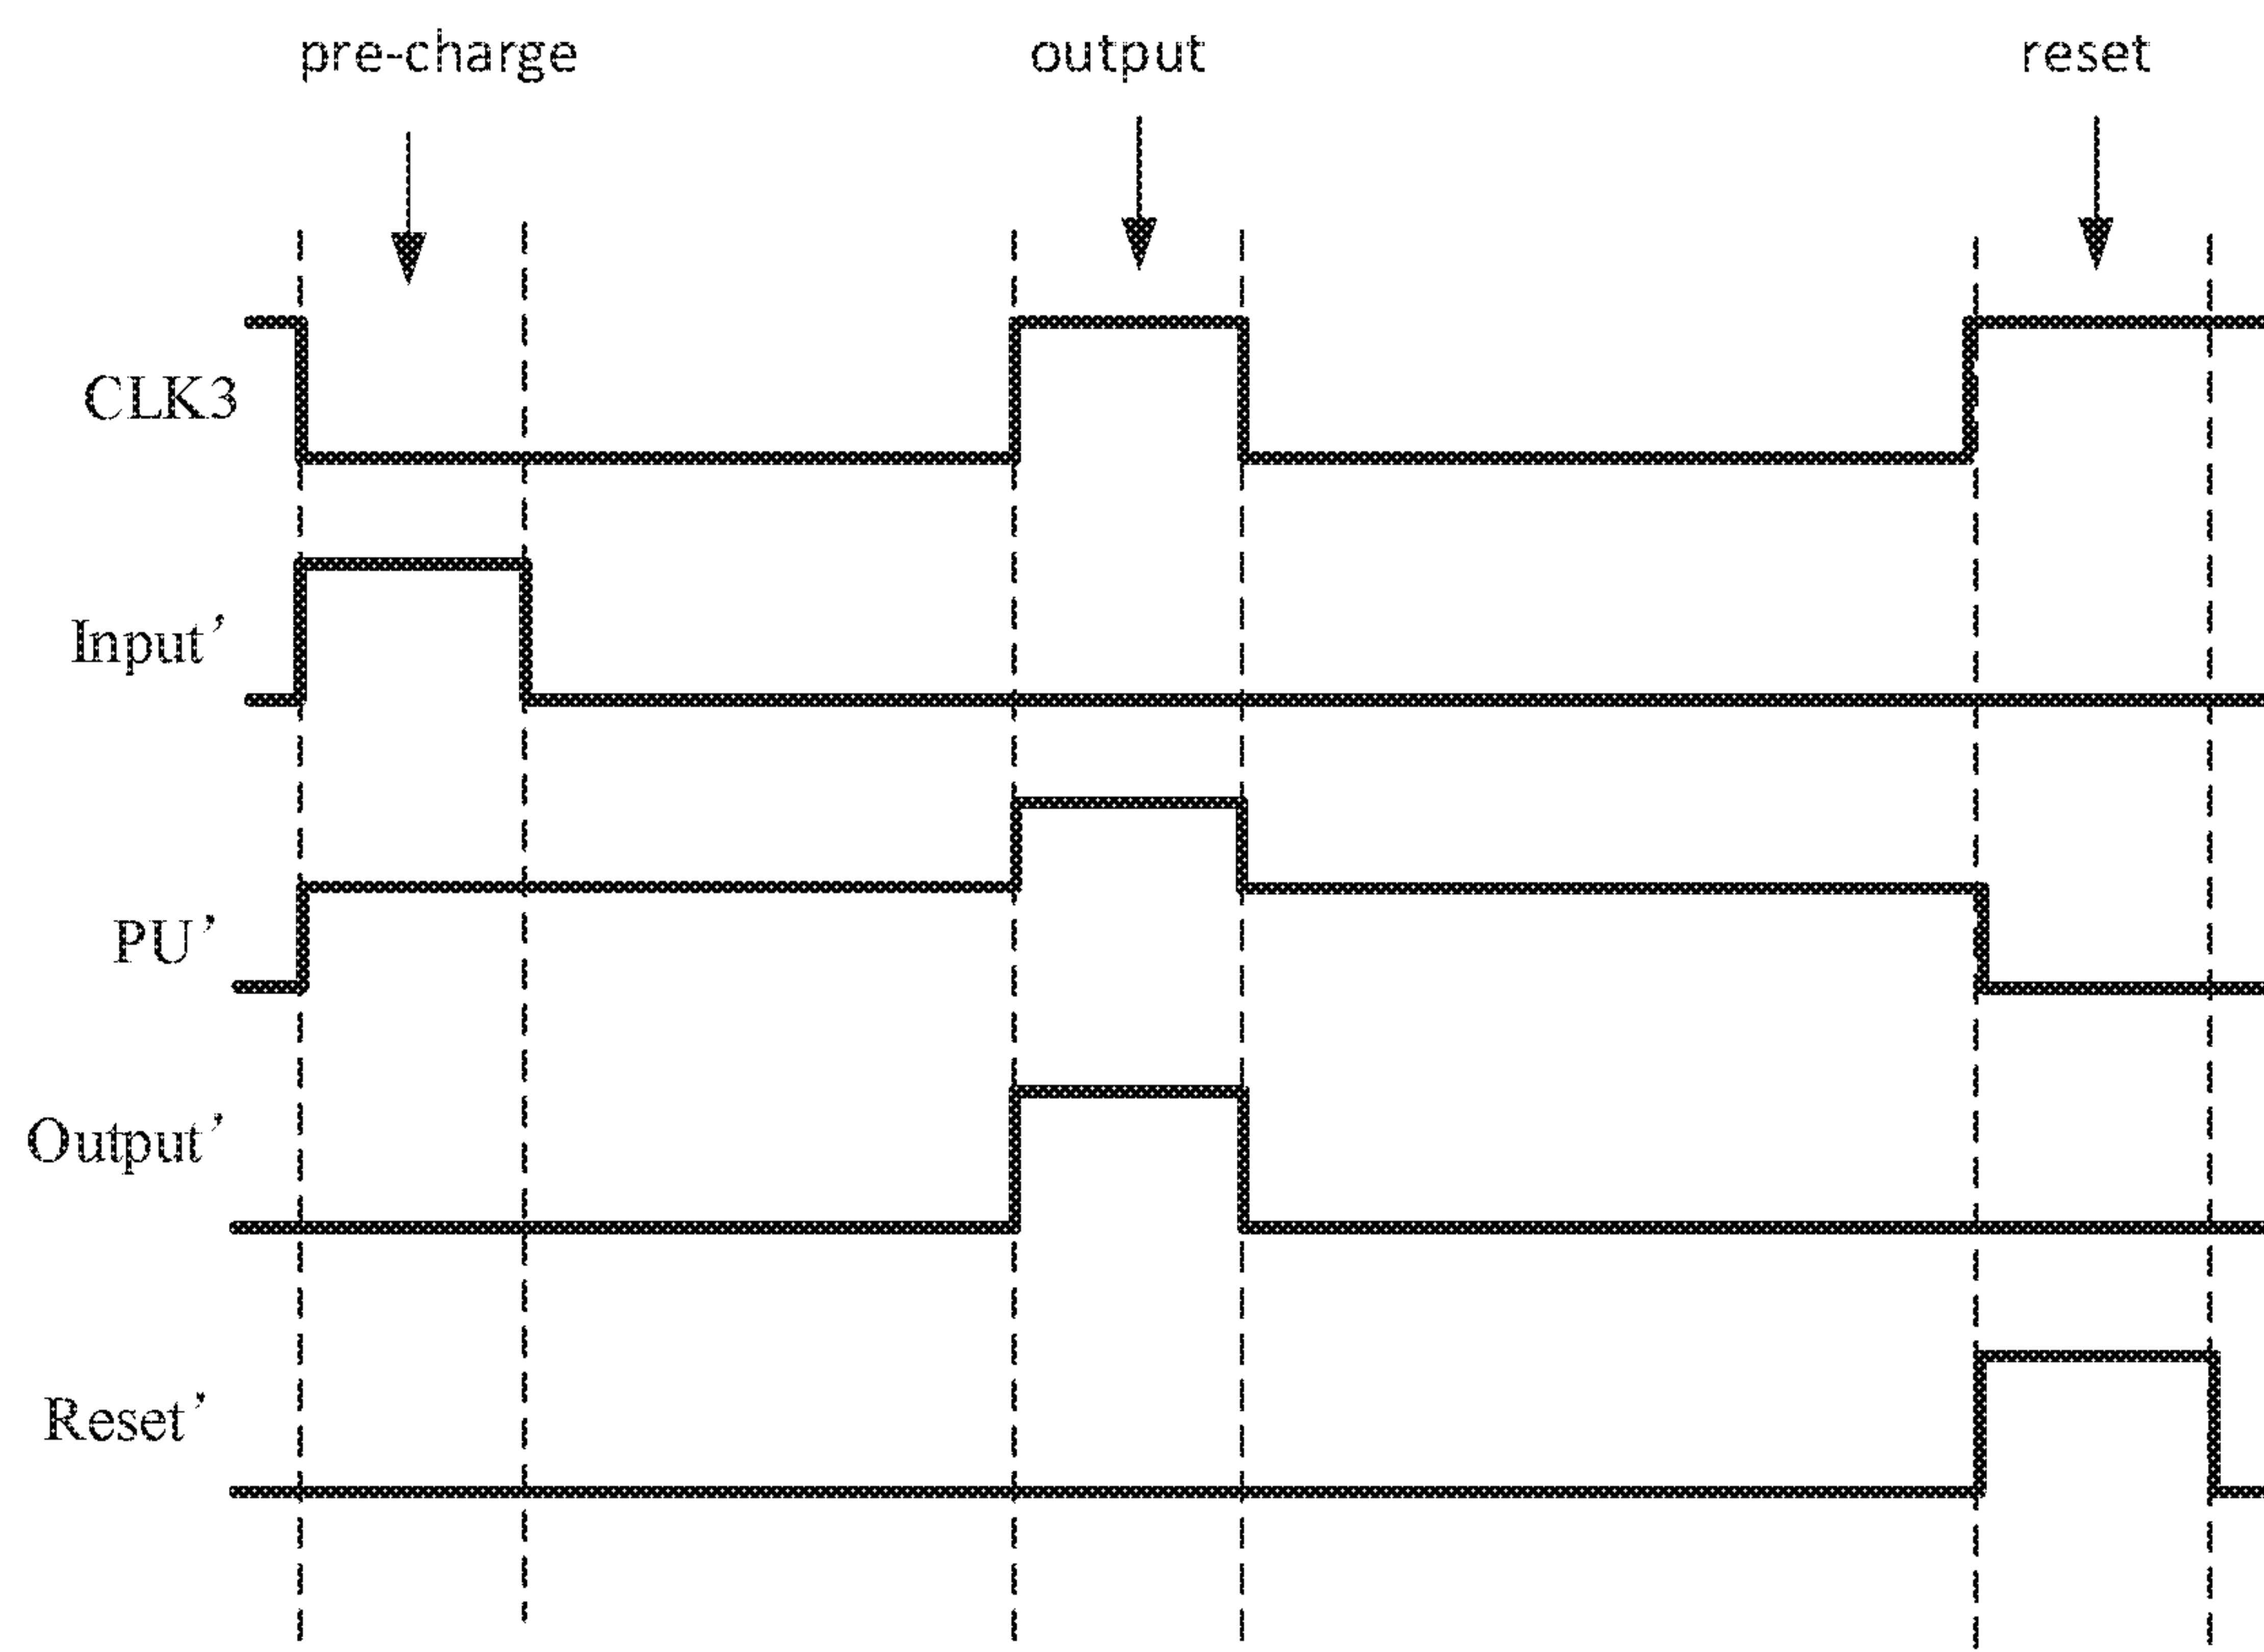 pre-charge output reset
CLK3
Input’
PU’
Output’
Reset’